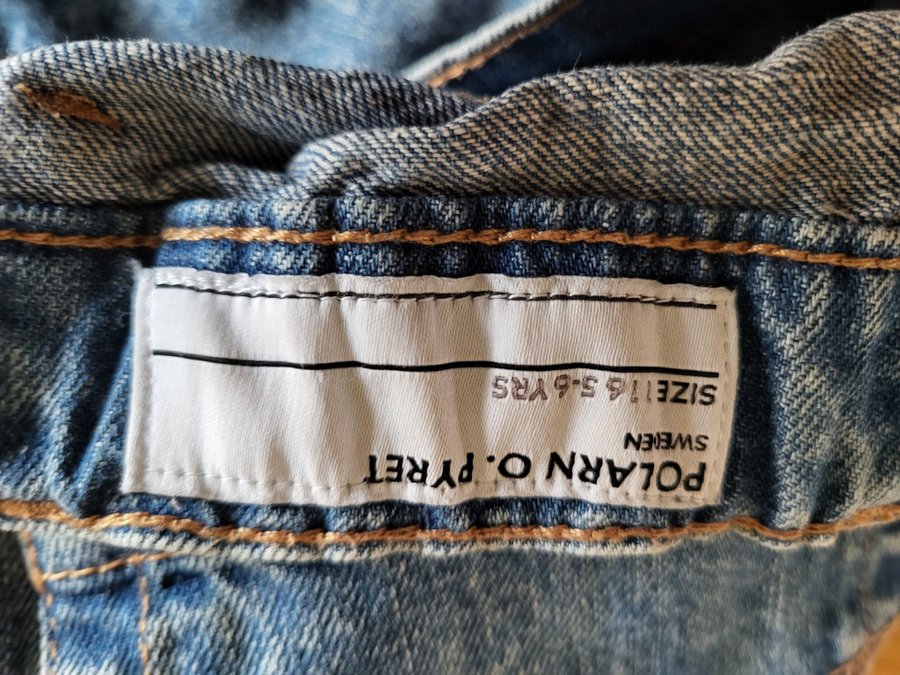 POLARN O. PYRET
SWEDEN
SIZE 116 5-6 YRS